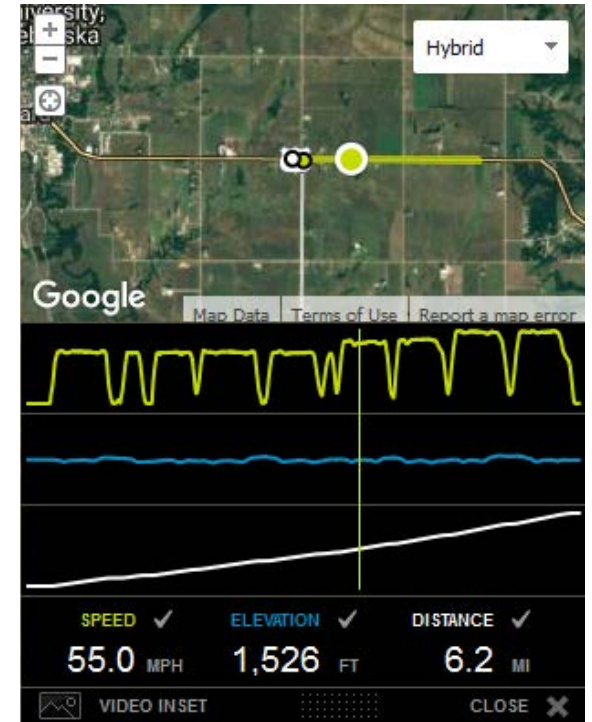 +
Hybrid
−
Google
Map Data Terms of Use Report a map error
SPEED ELEVATION DISTANCE
55.0 MPH 1,526 FT 6.2 MI
VIDEO INSET CLOSE